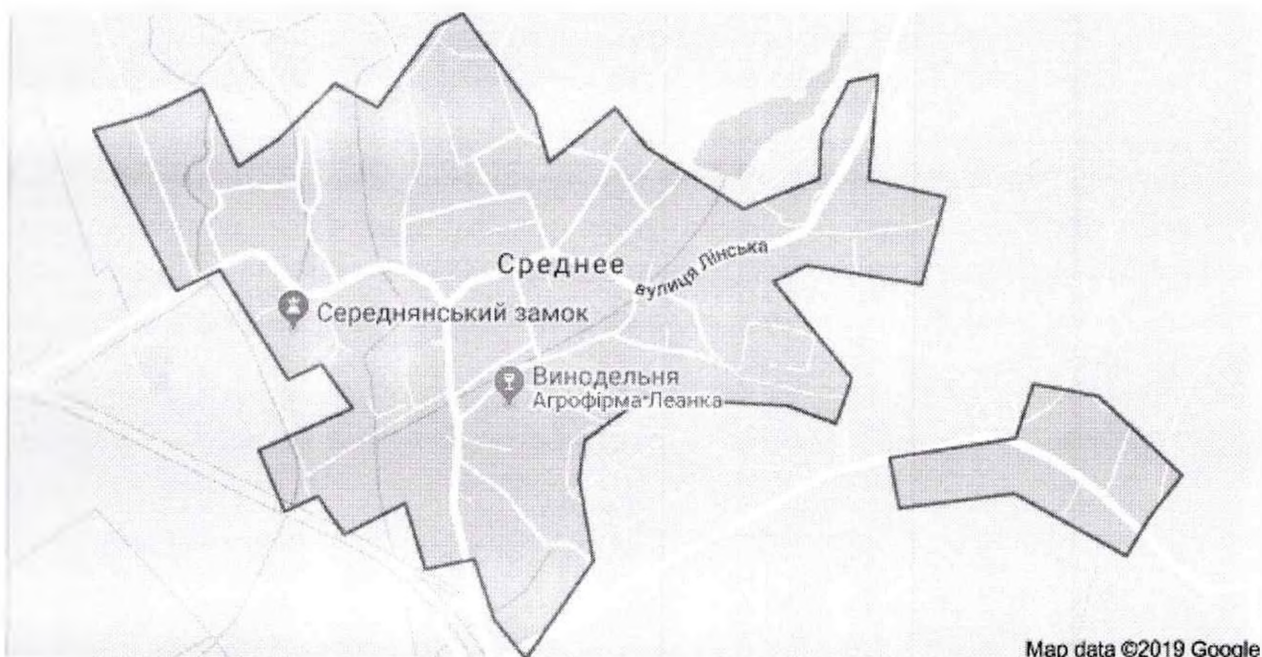 Среднее
вулиця Лінська
Середнянський замок
Винодельня
Агрофірма Леанка
Map data ©2019 Google